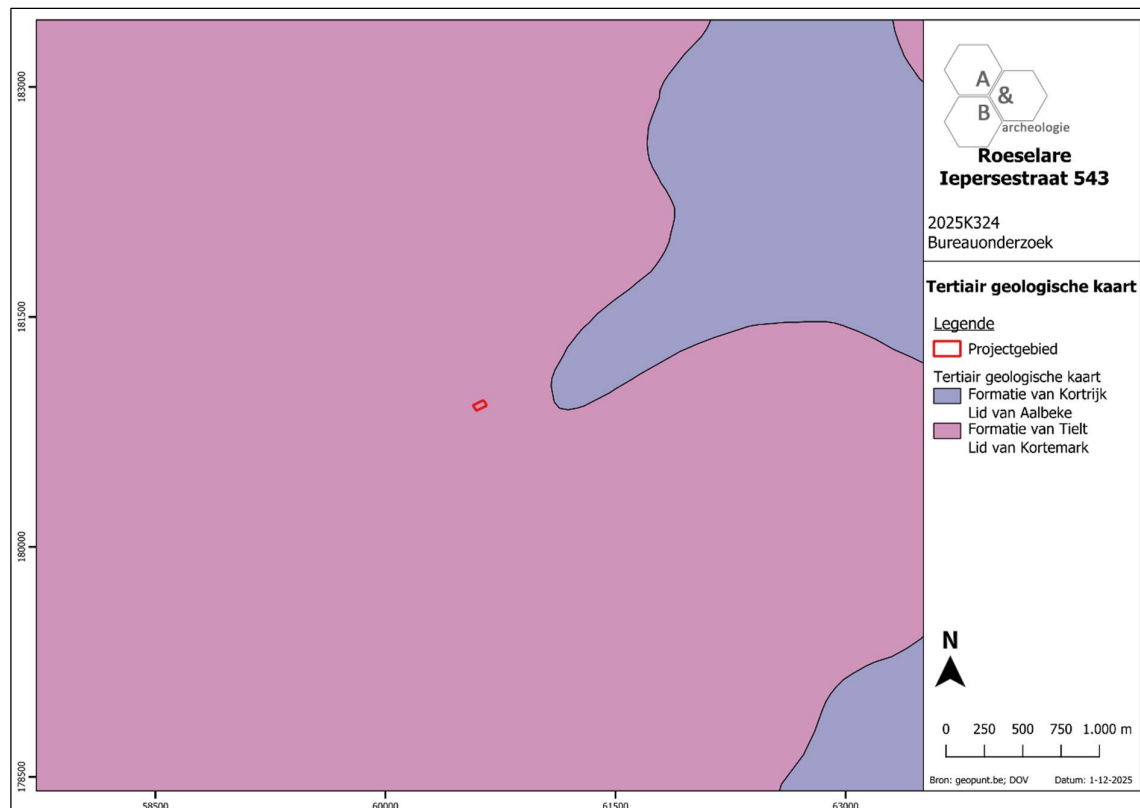 183000
181500
180000
178500
58500
60000
61500
63000
A
&
B
archeologie
Roeselare
Iepersestraat 543
2025K324
Bureauonderzoek
Tertiair geologische kaart
Legende
Projectgebied
Tertiair geologische kaart
Formatie van Kortrijk
Lid van Aalbeke
Formatie van Tielt
Lid van Kortemark
N
0 250 500 750 1.000 m
Bron: geopunt.be; DOV Datum: 1-12-2025